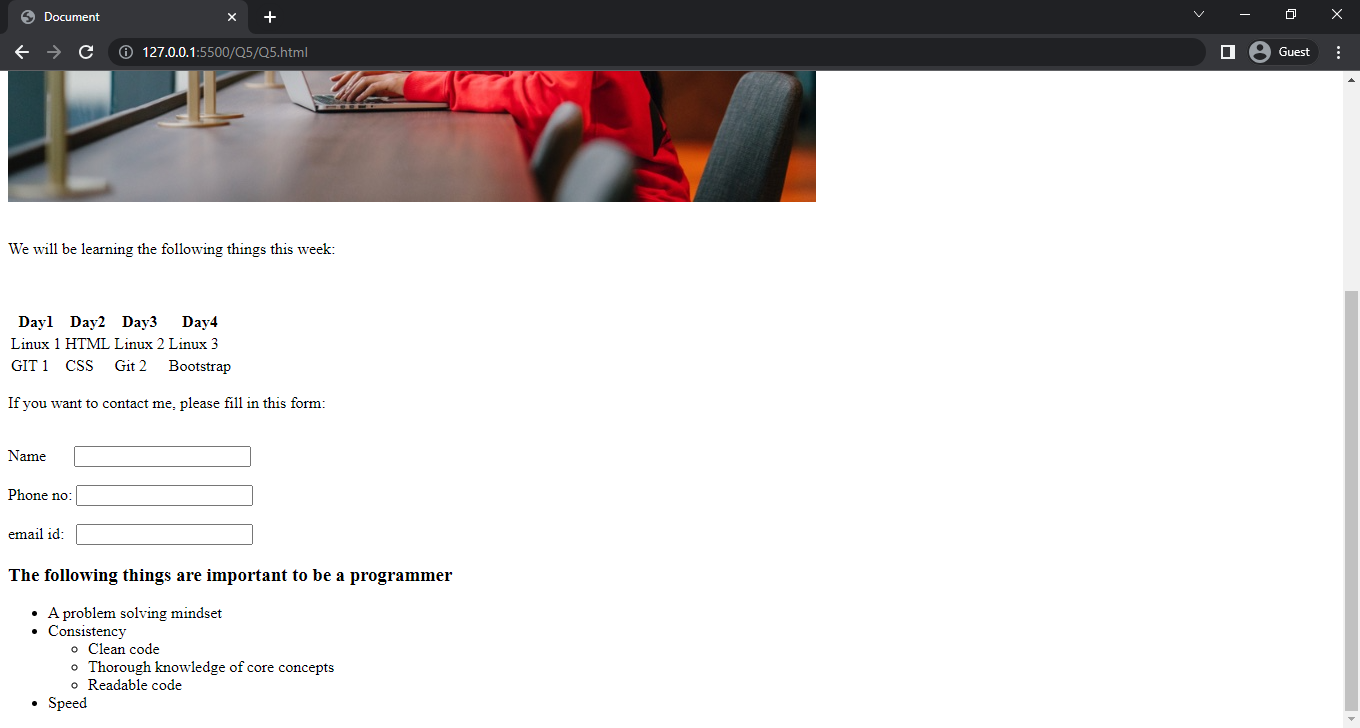 Document
127.0.0.1:5500/Q5/Q5.html
Guest
We will be learning the following things this week:
Day1 Day2 Day3 Day4
Linux 1 HTML Linux 2 Linux 3
GIT 1 CSS Git 2 Bootstrap
If you want to contact me, please fill in this form:
Name
Phone no:
email id:
The following things are important to be a programmer
A problem solving mindset
Consistency
Clean code
Thorough knowledge of core concepts
Readable code
Speed